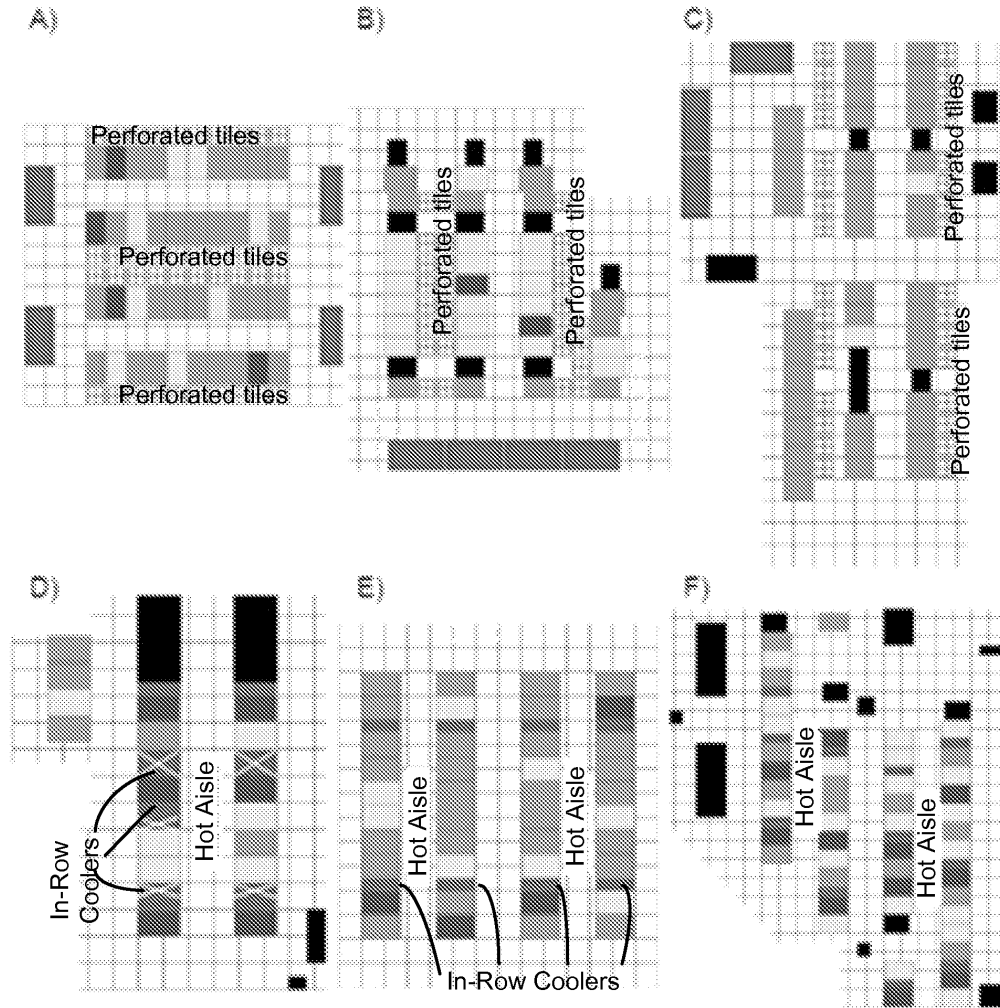 A)
Perforated tiles
Perforated tiles
Perforated tiles
B)
Perforated tiles
Perforated tiles
C)
Perforated tiles
Perforated tiles
D)
Hot Aisle
In-Row
Coolers
E)
Hot Aisle
Hot Aisle
In-Row Coolers
F)
Hot Aisle
Hot Aisle